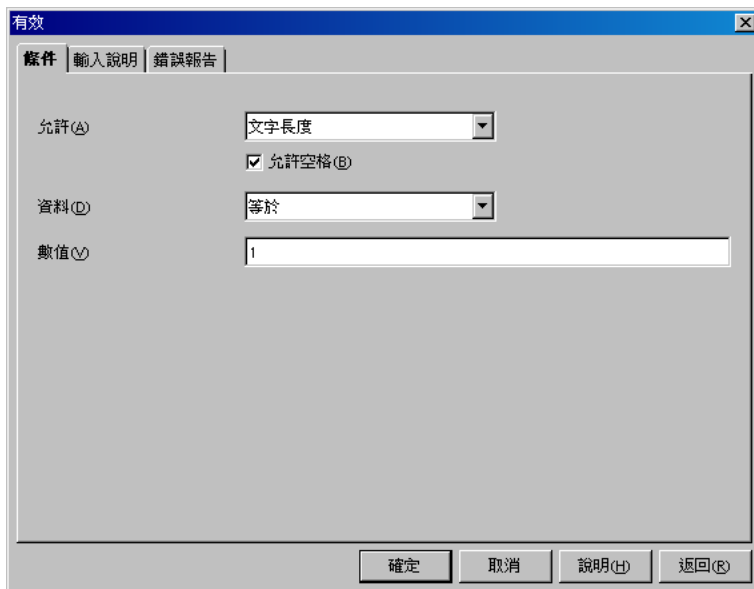 有效
條件 輸入說明 錯誤報告
允許(A) 文字長度
允許空格(B)
資料(D) 等於
數值(V) 1
確定 取消 說明(H) 返回(R)